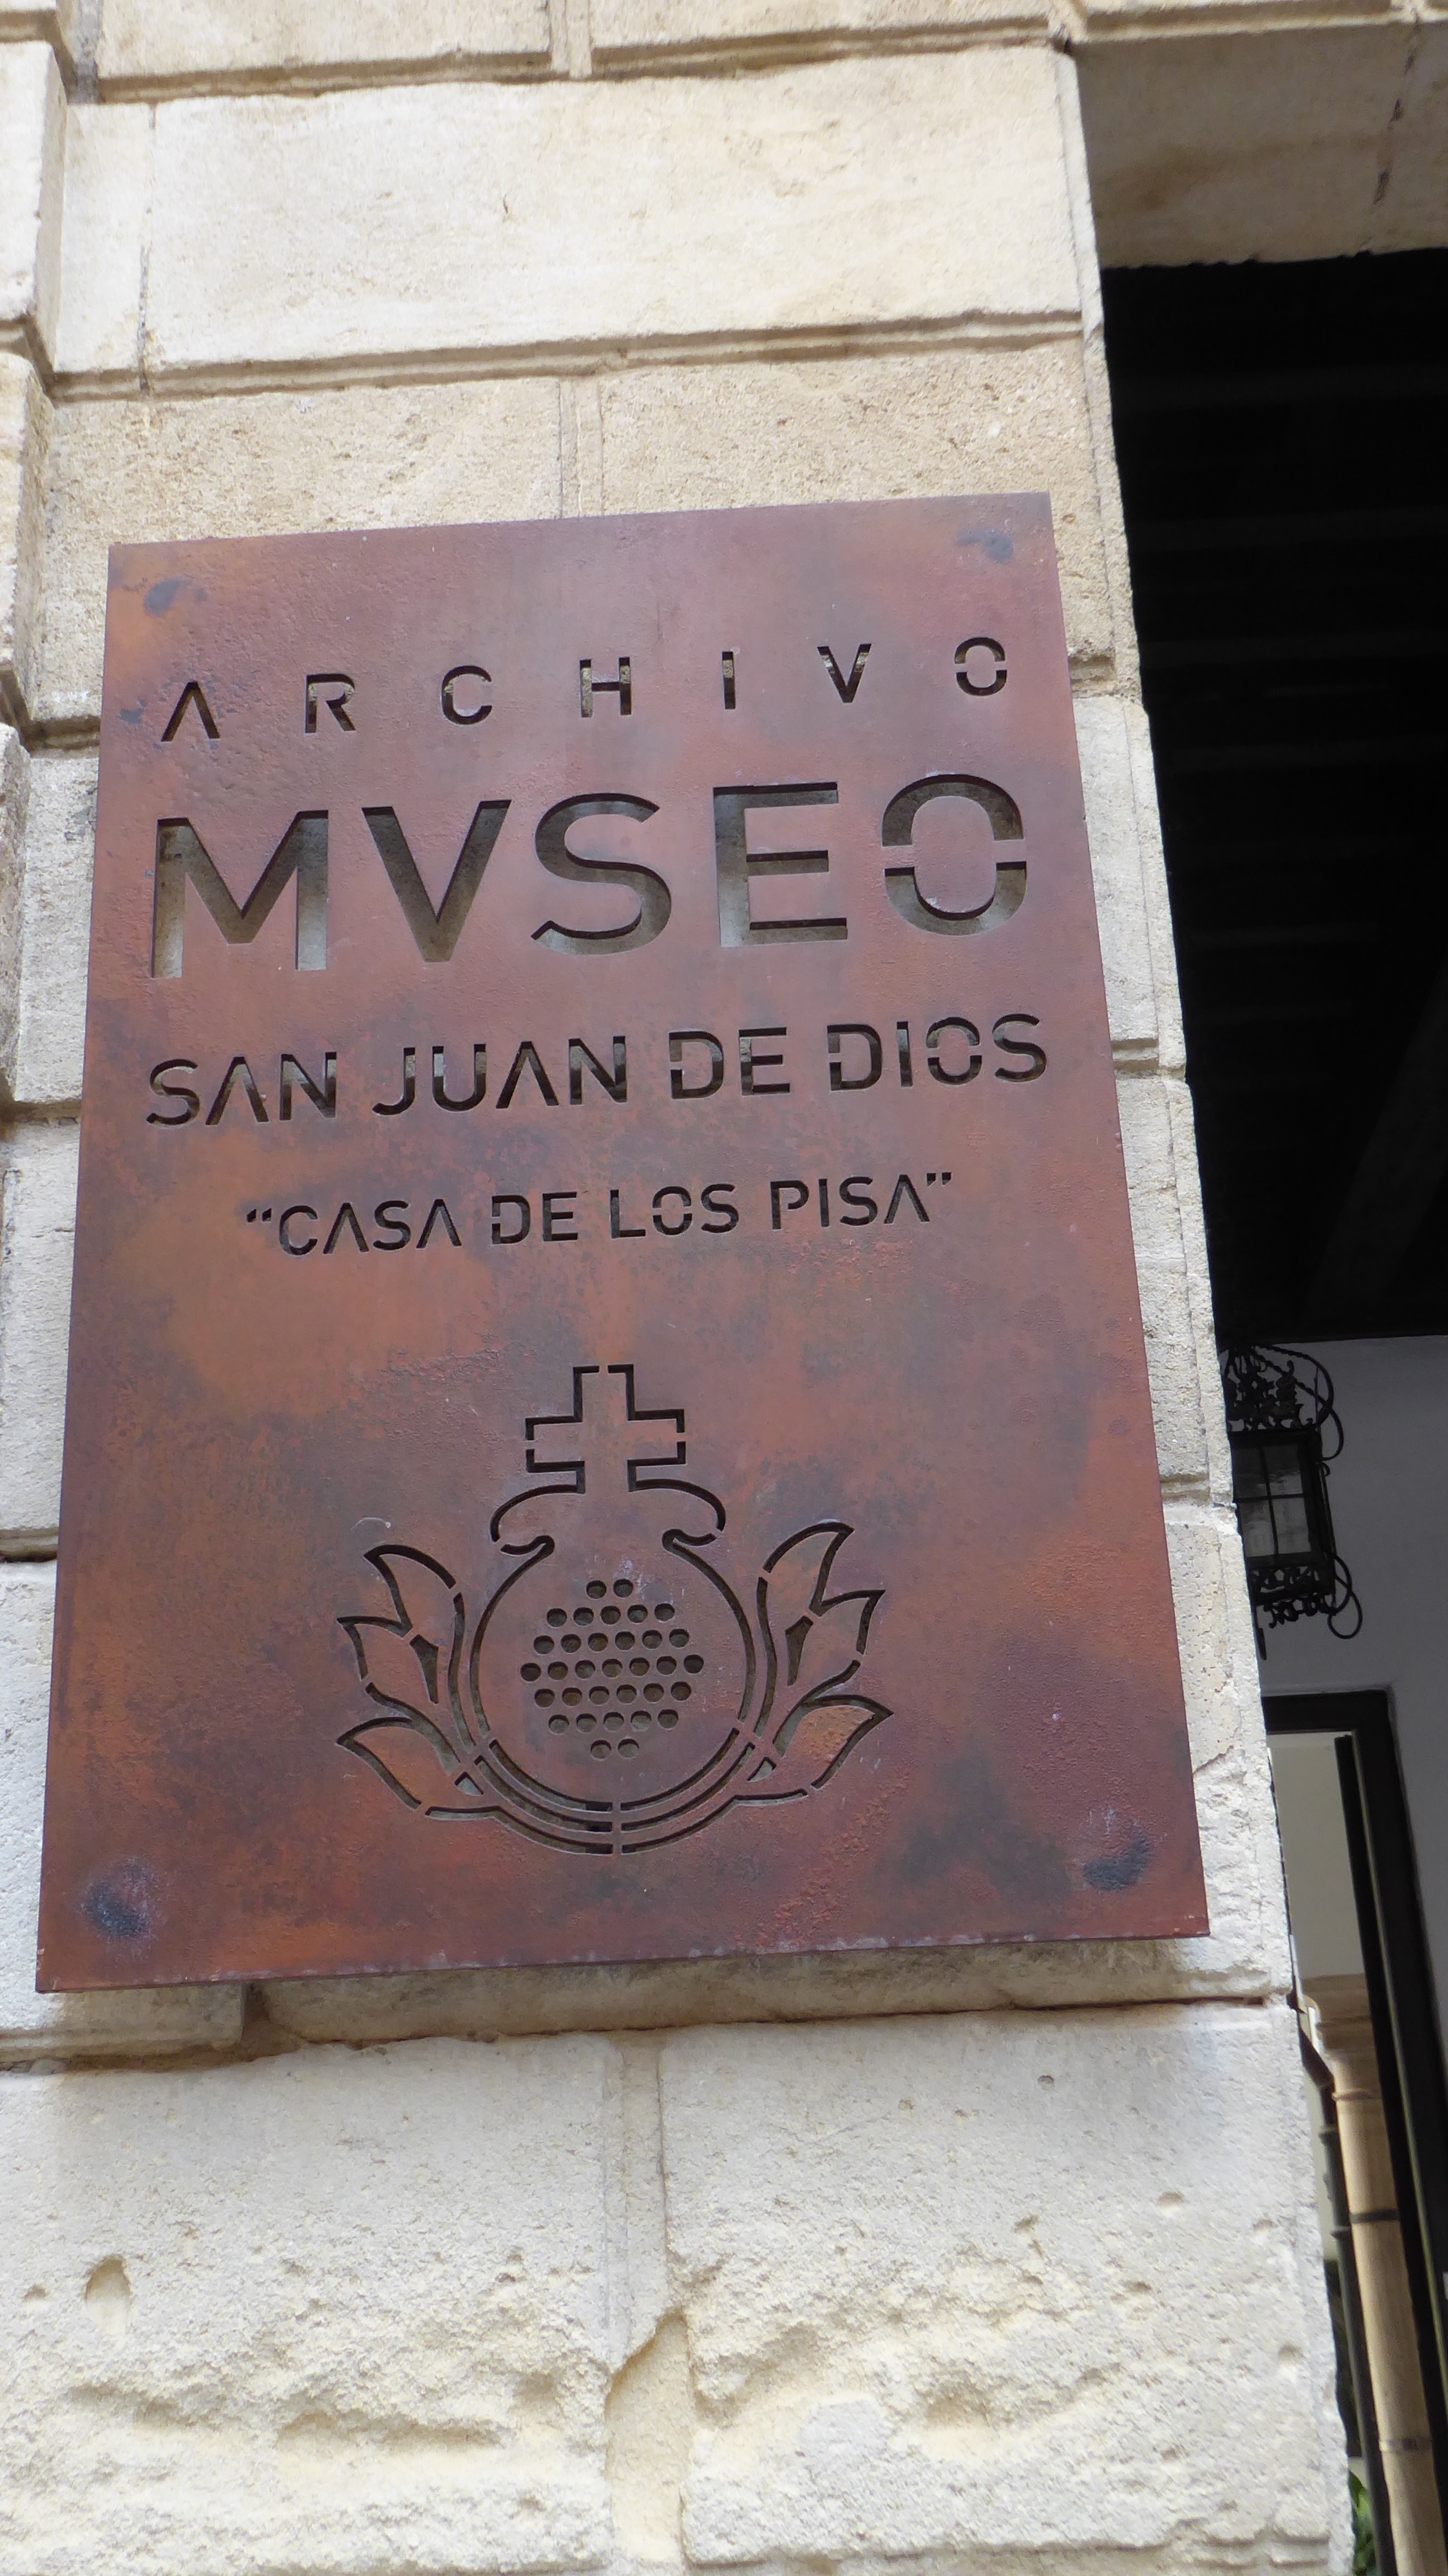 ARCHIVO
MVSEO
SAN JUAN DE DIOS
“CASA DE LOS PISA”